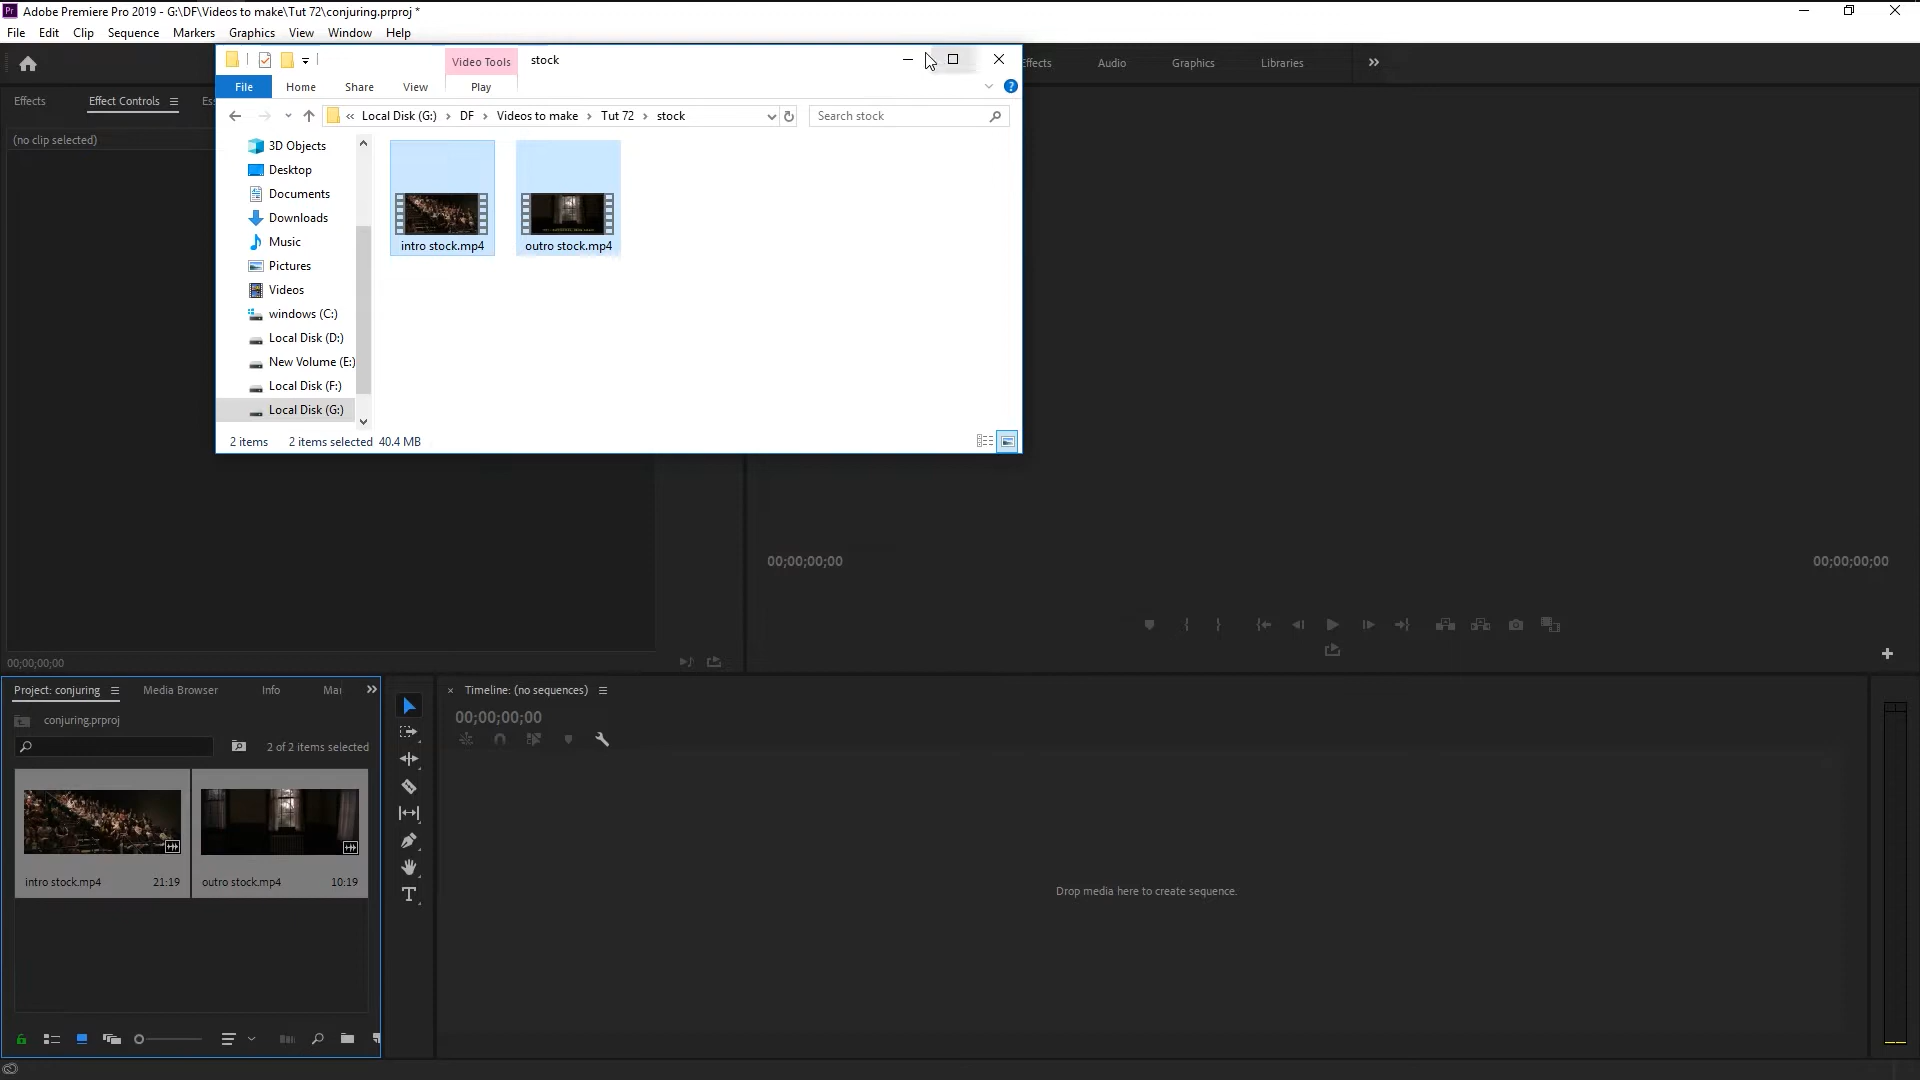 Adobe Premiere Pro 2019 - G:\DF\Videos to make\Tut 72\conjuring.prproj *
File Edit Clip Sequence Markers Graphics View Window Help
Video Tools stock
ffects Audio Graphics Libraries
File Home Share View Play
Effects Effect Controls Es
« Local Disk (G:) › DF › Videos to make › Tut 72 › stock
Search stock
(no clip selected)
3D Objects
Desktop
Documents
Downloads
Music
Pictures
Videos
windows (C:)
Local Disk (D:)
New Volume (E:)
Local Disk (F:)
Local Disk (G:)
intro stock.mp4 outro stock.mp4
2 items 2 items selected 40.4 MB
00;00;00;00 00;00;00;00
00;00;00;00
Project: conjuring Media Browser Info Mar
conjuring.prproj
2 of 2 items selected
intro stock.mp4 21:19 outro stock.mp4 10:19
× Timeline: (no sequences)
00;00;00;00
Drop media here to create sequence.